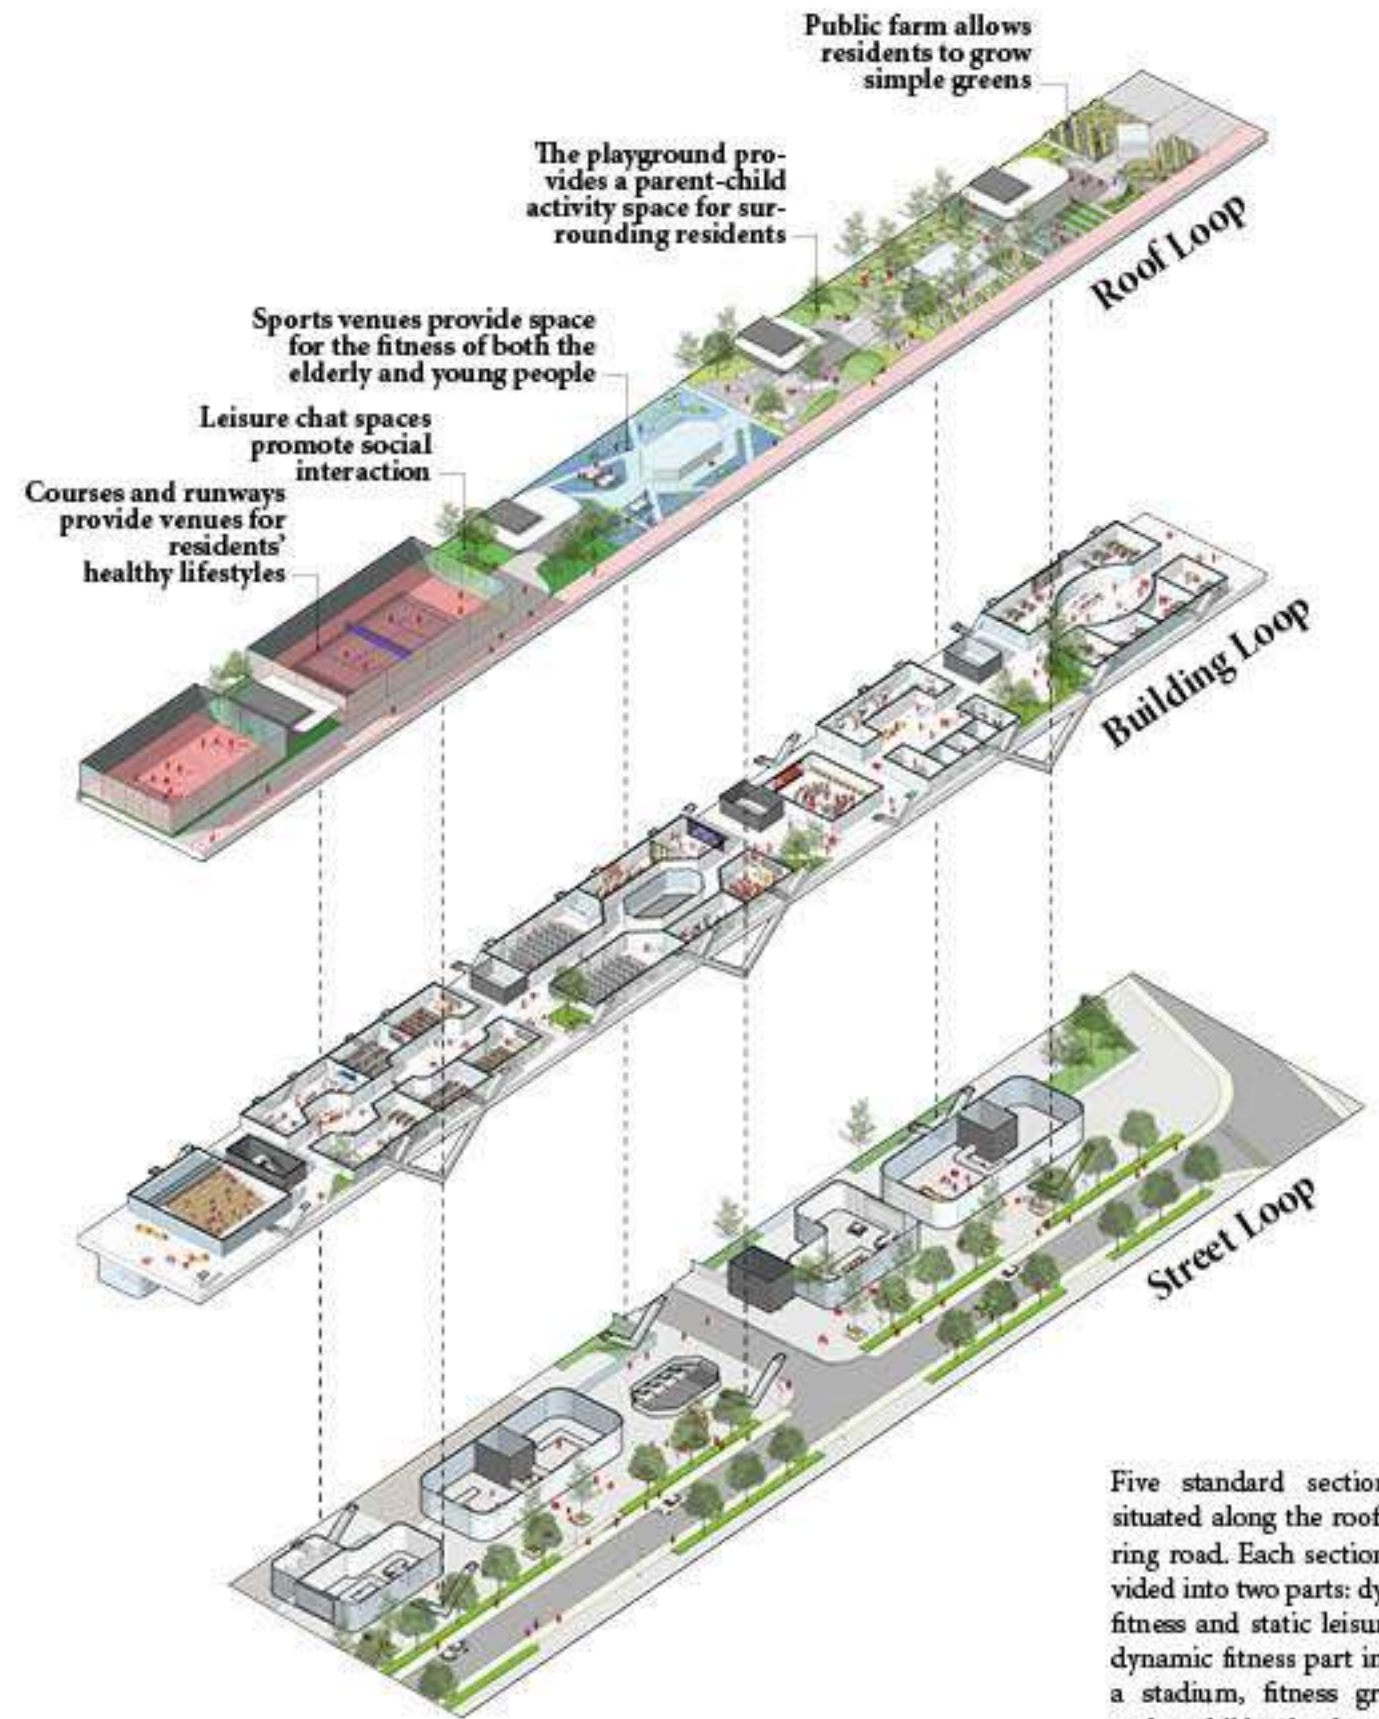 Public farm allows
residents to grow
simple greens
The playground pro-
vides a parent-child
activity space for sur-
rounding residents
Sports venues provide space
for the fitness of both the
elderly and young people
Leisure chat spaces
promote social
interaction
Courses and runways
provide venues for
residents'
healthy lifestyles
Roof Loop
Building Loop
Street Loop
Five standard section
situated along the roof
ring road. Each section
vided into two parts: dy
fitness and static leisur
dynamic fitness part in
a stadium, fitness gr